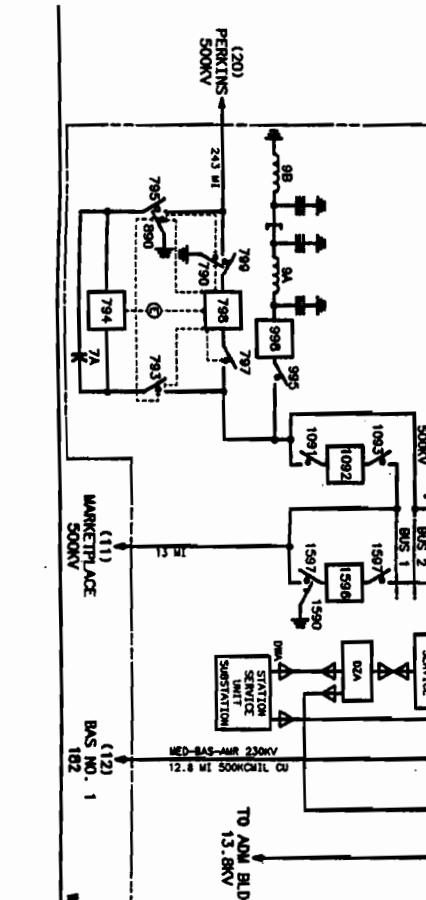 (20)
PERKINS
500KV
243 MI
9B
9A
996
995
795
890
799
790
798
797
794
E
7A
793
1091
1092
1093
500KV
BUS 1
BUS 2
(11)
MARKETPLACE
500KV
13 MI
1597
1596
1597
1590
DWA
DZA
STATION
SERVICE
UNIT
SUBSTATION
(12)
BAS NO. 1
182
MED-BAS-AMR 230KV
12.8 MI 500KCMIL CU
TO ADM BLD
13.8KV